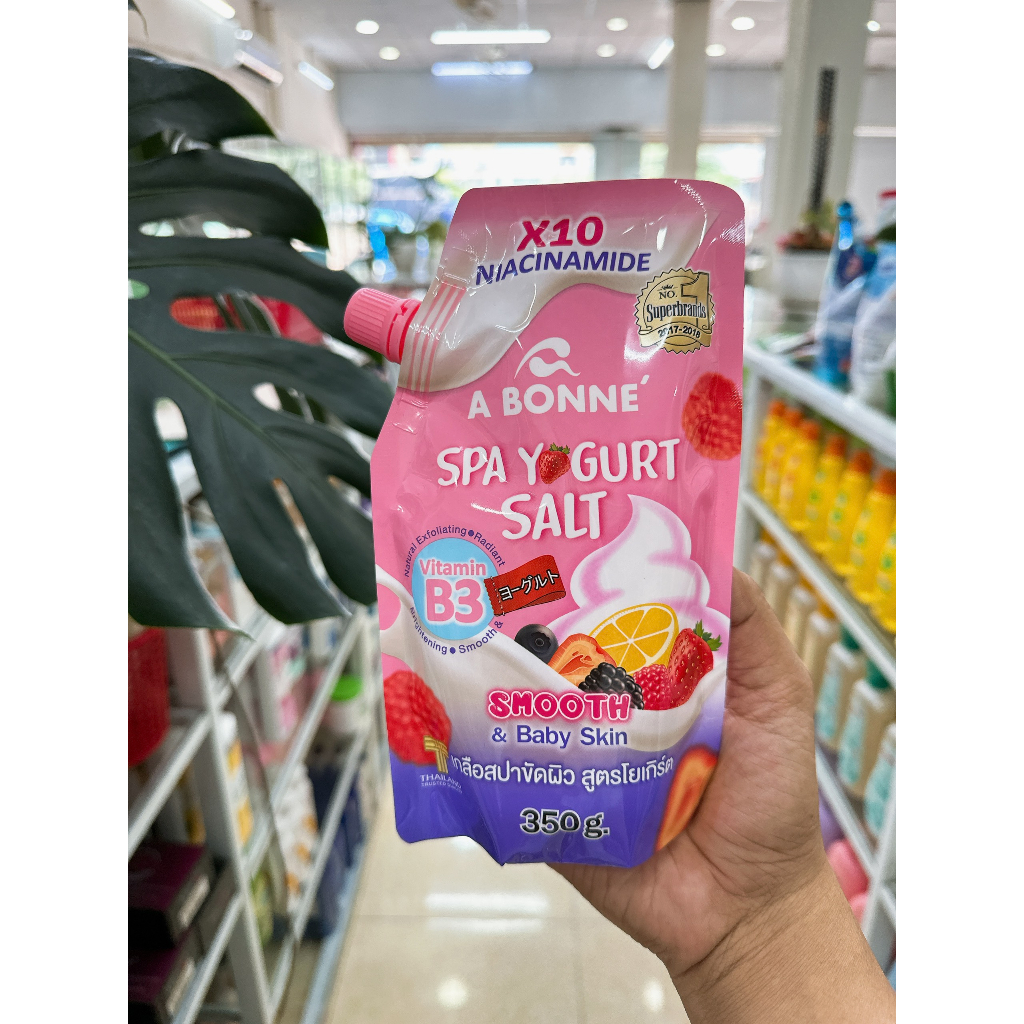 X10
NIACINAMIDE
NO. 1
Superbrands
2017-2018
A BONNE´
SPA YOGURT
SALT
Natural Exfoliating • Radiant
Vitamin
B3
ヨーグルト
Smooth &
SMOOTH
& Baby Skin
เกลือสปาขัดผิว สูตรโยเกิร์ต
350 g.